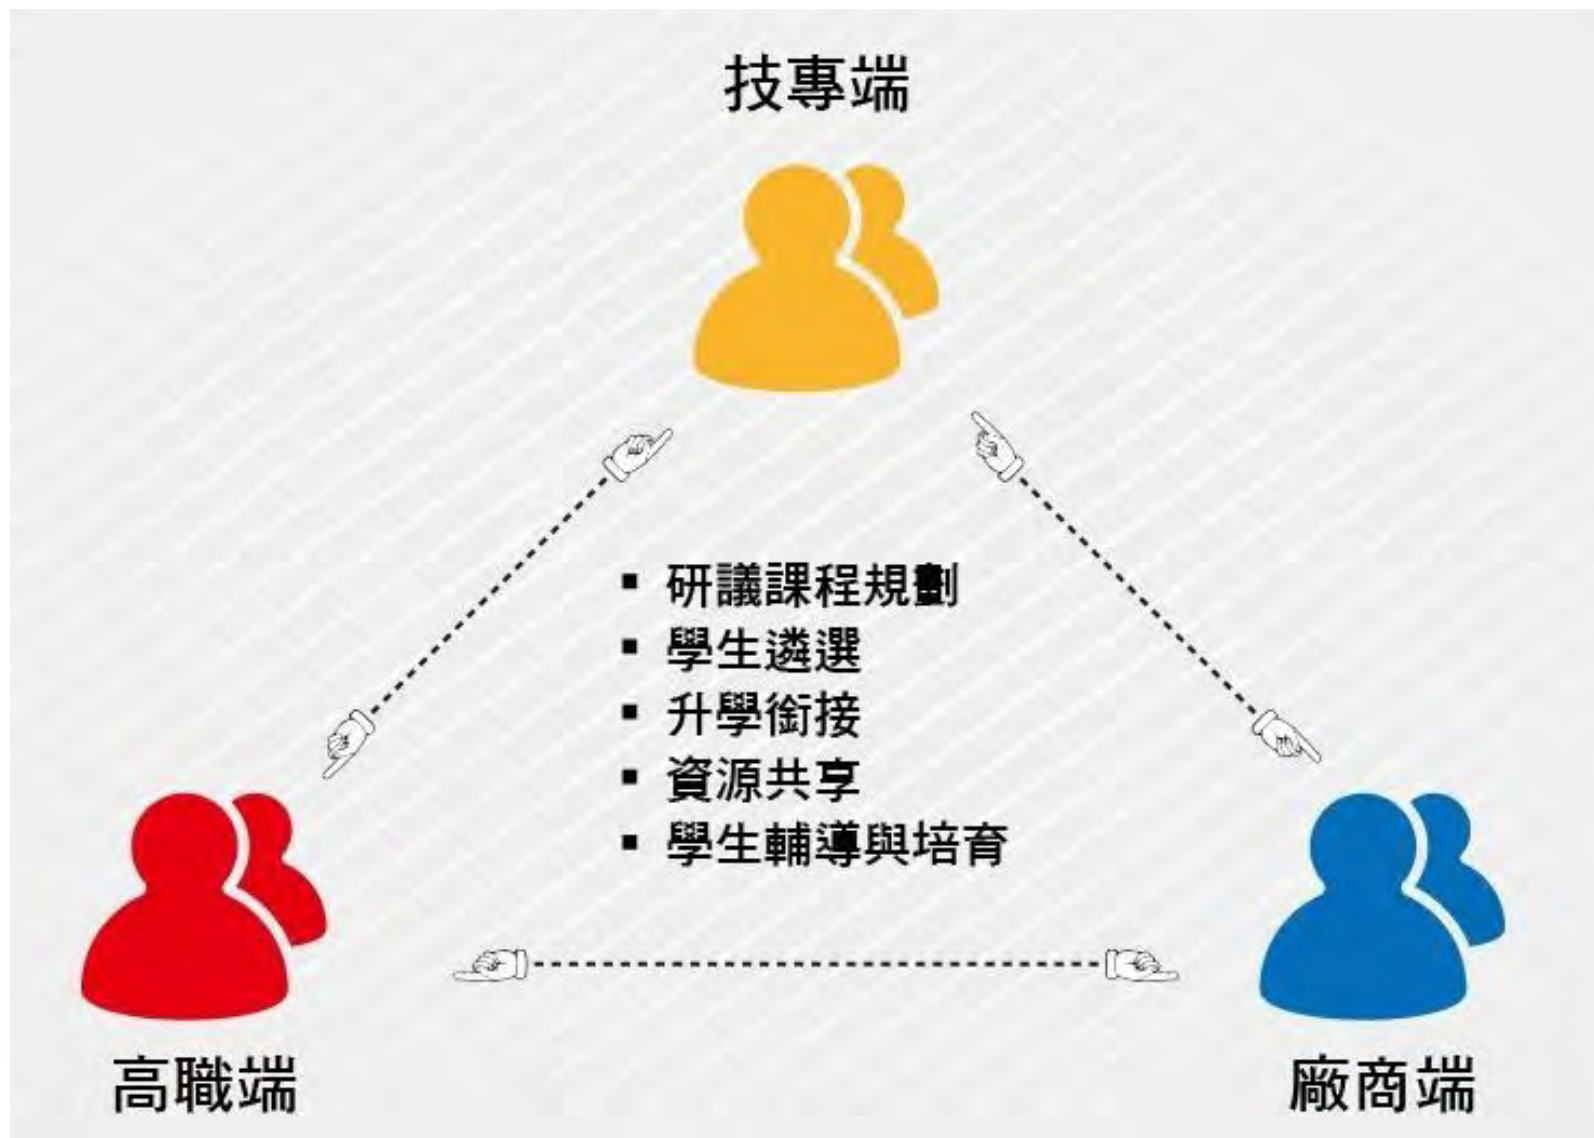 技專端
▪ 研議課程規劃
▪ 學生遴選
▪ 升學銜接
▪ 資源共享
▪ 學生輔導與培育
高職端
廠商端